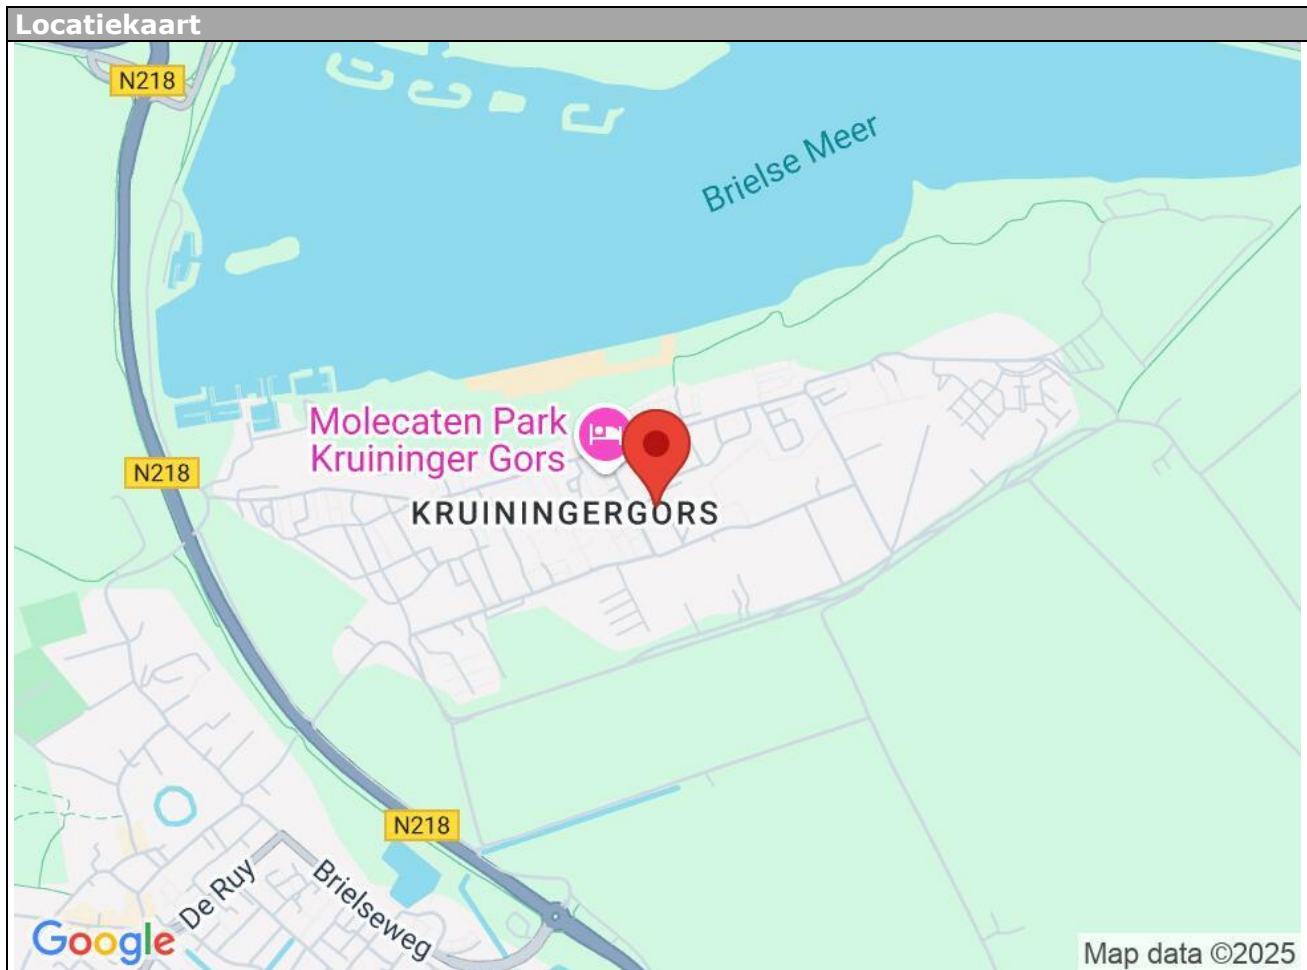 Locatiekaart
N218
Brielse Meer
Molecaten Park
Kruininger Gors
N218
KRUININGERGORS
N218
De Ruy
Brielseweg
Google
Map data ©2025